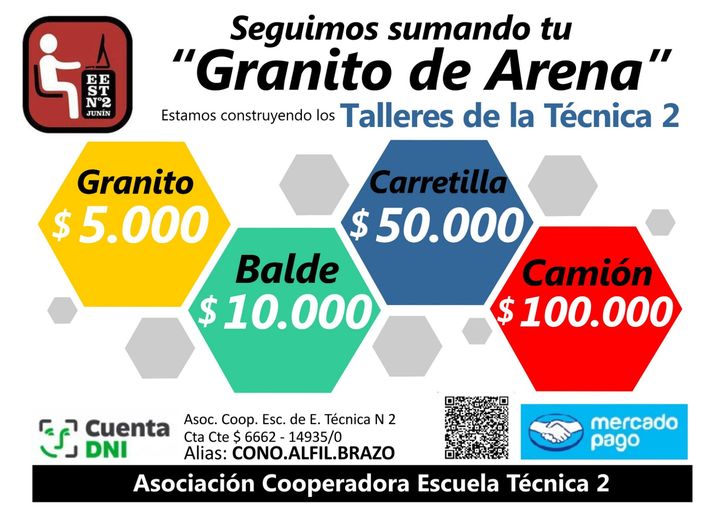 Seguimos sumando tu
“Granito de Arena”
Estamos construyendo los Talleres de la Técnica 2
E E
S T
Nº2
JUNÍN
Granito
$ 5.000
Carretilla
$ 50.000
Balde
$ 10.000
Camión
$ 100.000
Cuenta
DNI
Asoc. Coop. Esc. de E. Técnica N 2
Cta Cte $ 6662 - 14935/0
Alias: CONO.ALFIL.BRAZO
mercado
pago
Asociación Cooperadora Escuela Técnica 2